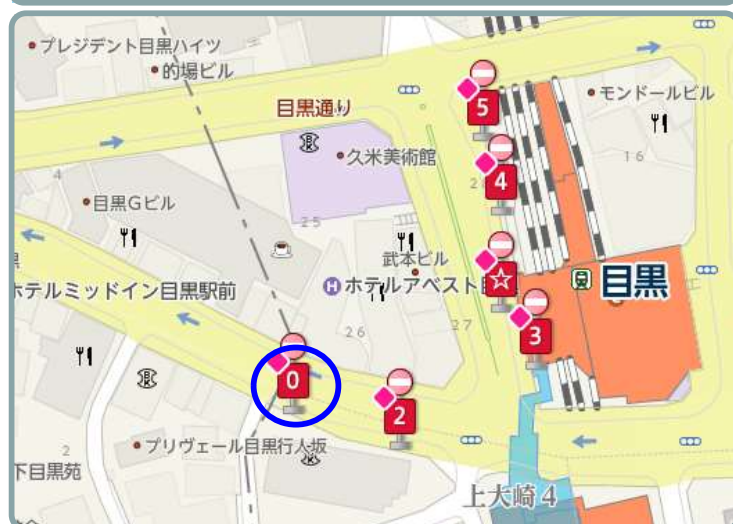 プレジデント目黒ハイツ
的場ビル
目黒通り
5
モンドールビル
久米美術館
4
16
4
目黒Gビル
25
武本ビル
ホテルミッドイン目黒駅前
H ホテルアベスト
☆
目黒
26
27
3
0
2
プリヴェール目黒行人坂
2
下目黒苑
上大崎4